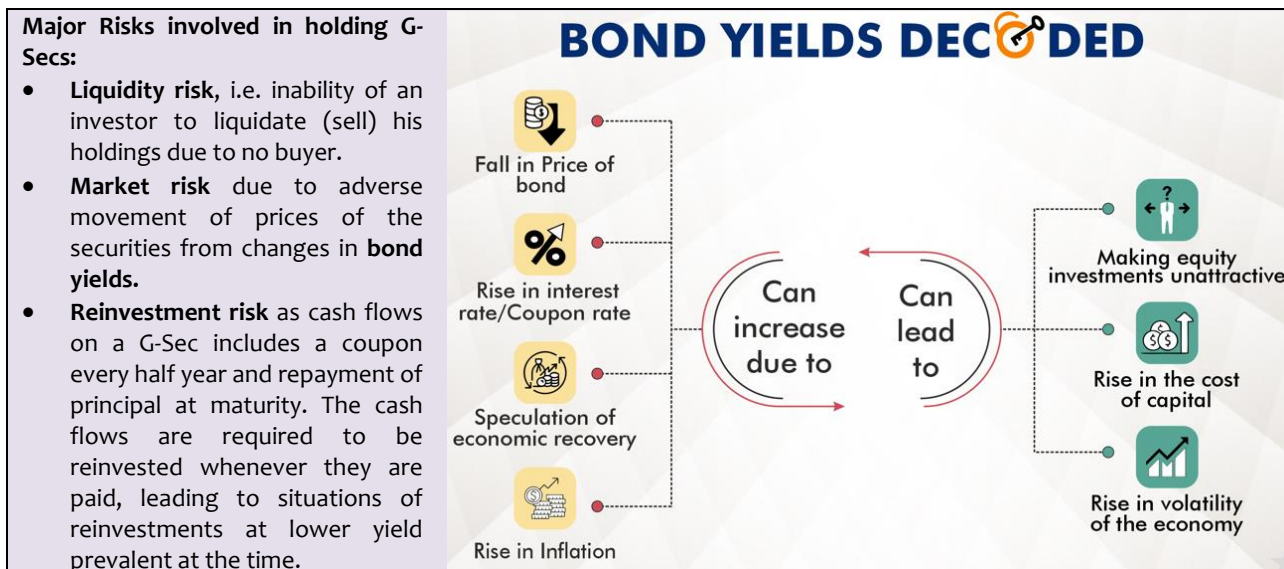 Major Risks involved in holding G-
Secs:
• Liquidity risk, i.e. inability of an
investor to liquidate (sell) his
holdings due to no buyer.
• Market risk due to adverse
movement of prices of the
securities from changes in bond
yields.
• Reinvestment risk as cash flows
on a G-Sec includes a coupon
every half year and repayment of
principal at maturity. The cash
flows are required to be
reinvested whenever they are
paid, leading to situations of
reinvestments at lower yield
prevalent at the time.
BOND YIELDS DECODED
Fall in Price of
bond
Rise in interest
rate/Coupon rate
Speculation of
economic recovery
Rise in Inflation
Can
increase
due to
Can
lead
to
Making equity
investments unattractive
Rise in the cost
of capital
Rise in volatility
of the economy